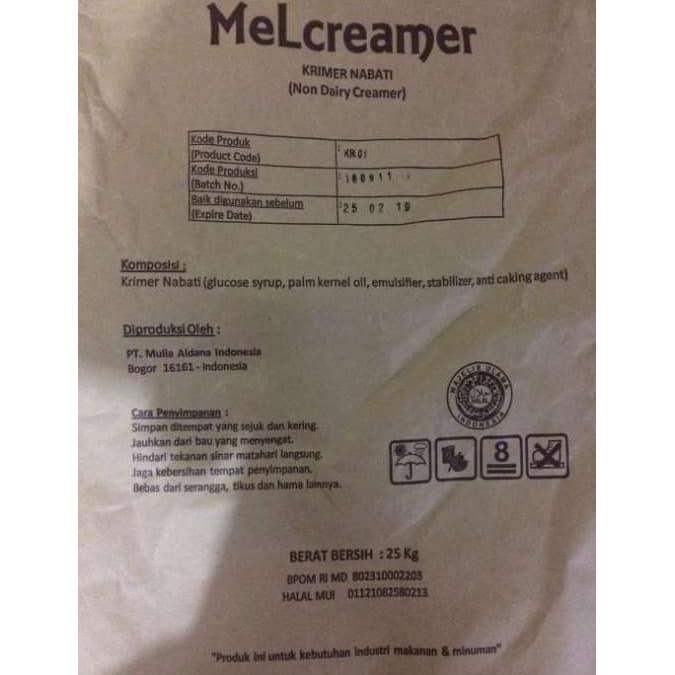 MeLcreamer
KRIMER NABATI
(Non Dairy Creamer)
Kode Produk
(Product Code)
: KR01
Kode Produksi
(Batch No.)
: 180911
Baik digunakan sebelum
(Expire Date)
: 25 02 19
Komposisi :
Krimer Nabati (glucose syrup, palm kernel oil, emulsifier, stabilizer, anti caking agent)
Diproduksi Oleh :
PT. Mulia Aldana Indonesia
Bogor 16161 - Indonesia
Cara Penyimpanan :
Simpan ditempat yang sejuk dan kering.
Jauhkan dari bau yang menyengat.
Hindari tekanan sinar matahari langsung.
Jaga kebersihan tempat penyimpanan.
Bebas dari serangga, tikus dan hama lainnya.
MAJELIS ULAMA
HALAL
INDONESIA
8
BERAT BERSIH : 25 Kg
BPOM RI MD 802310002203
HALAL MUI 01121082580213
"Produk ini untuk kebutuhan industri makanan & minuman"